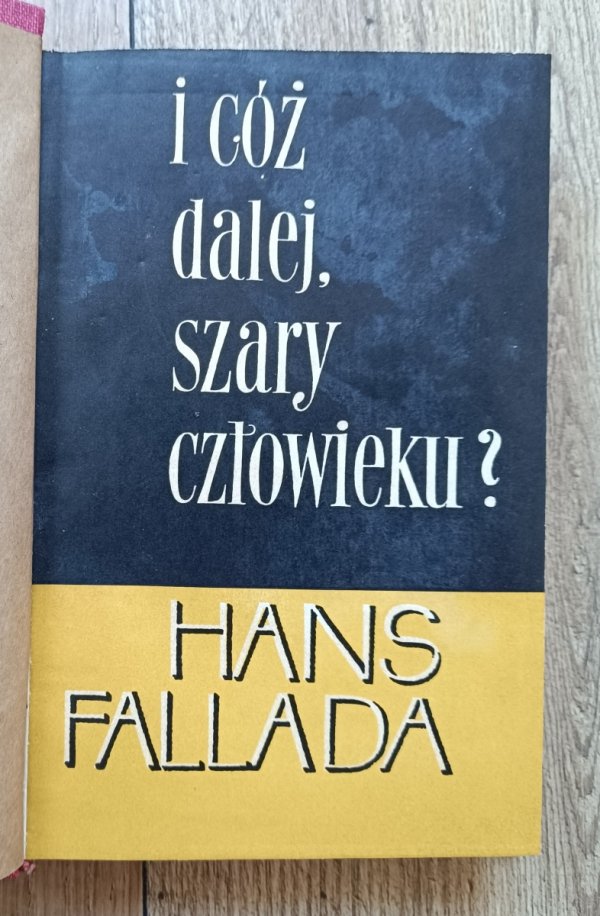 i cóż
dalej,
szary
człowieku?
HANS
FALLADA